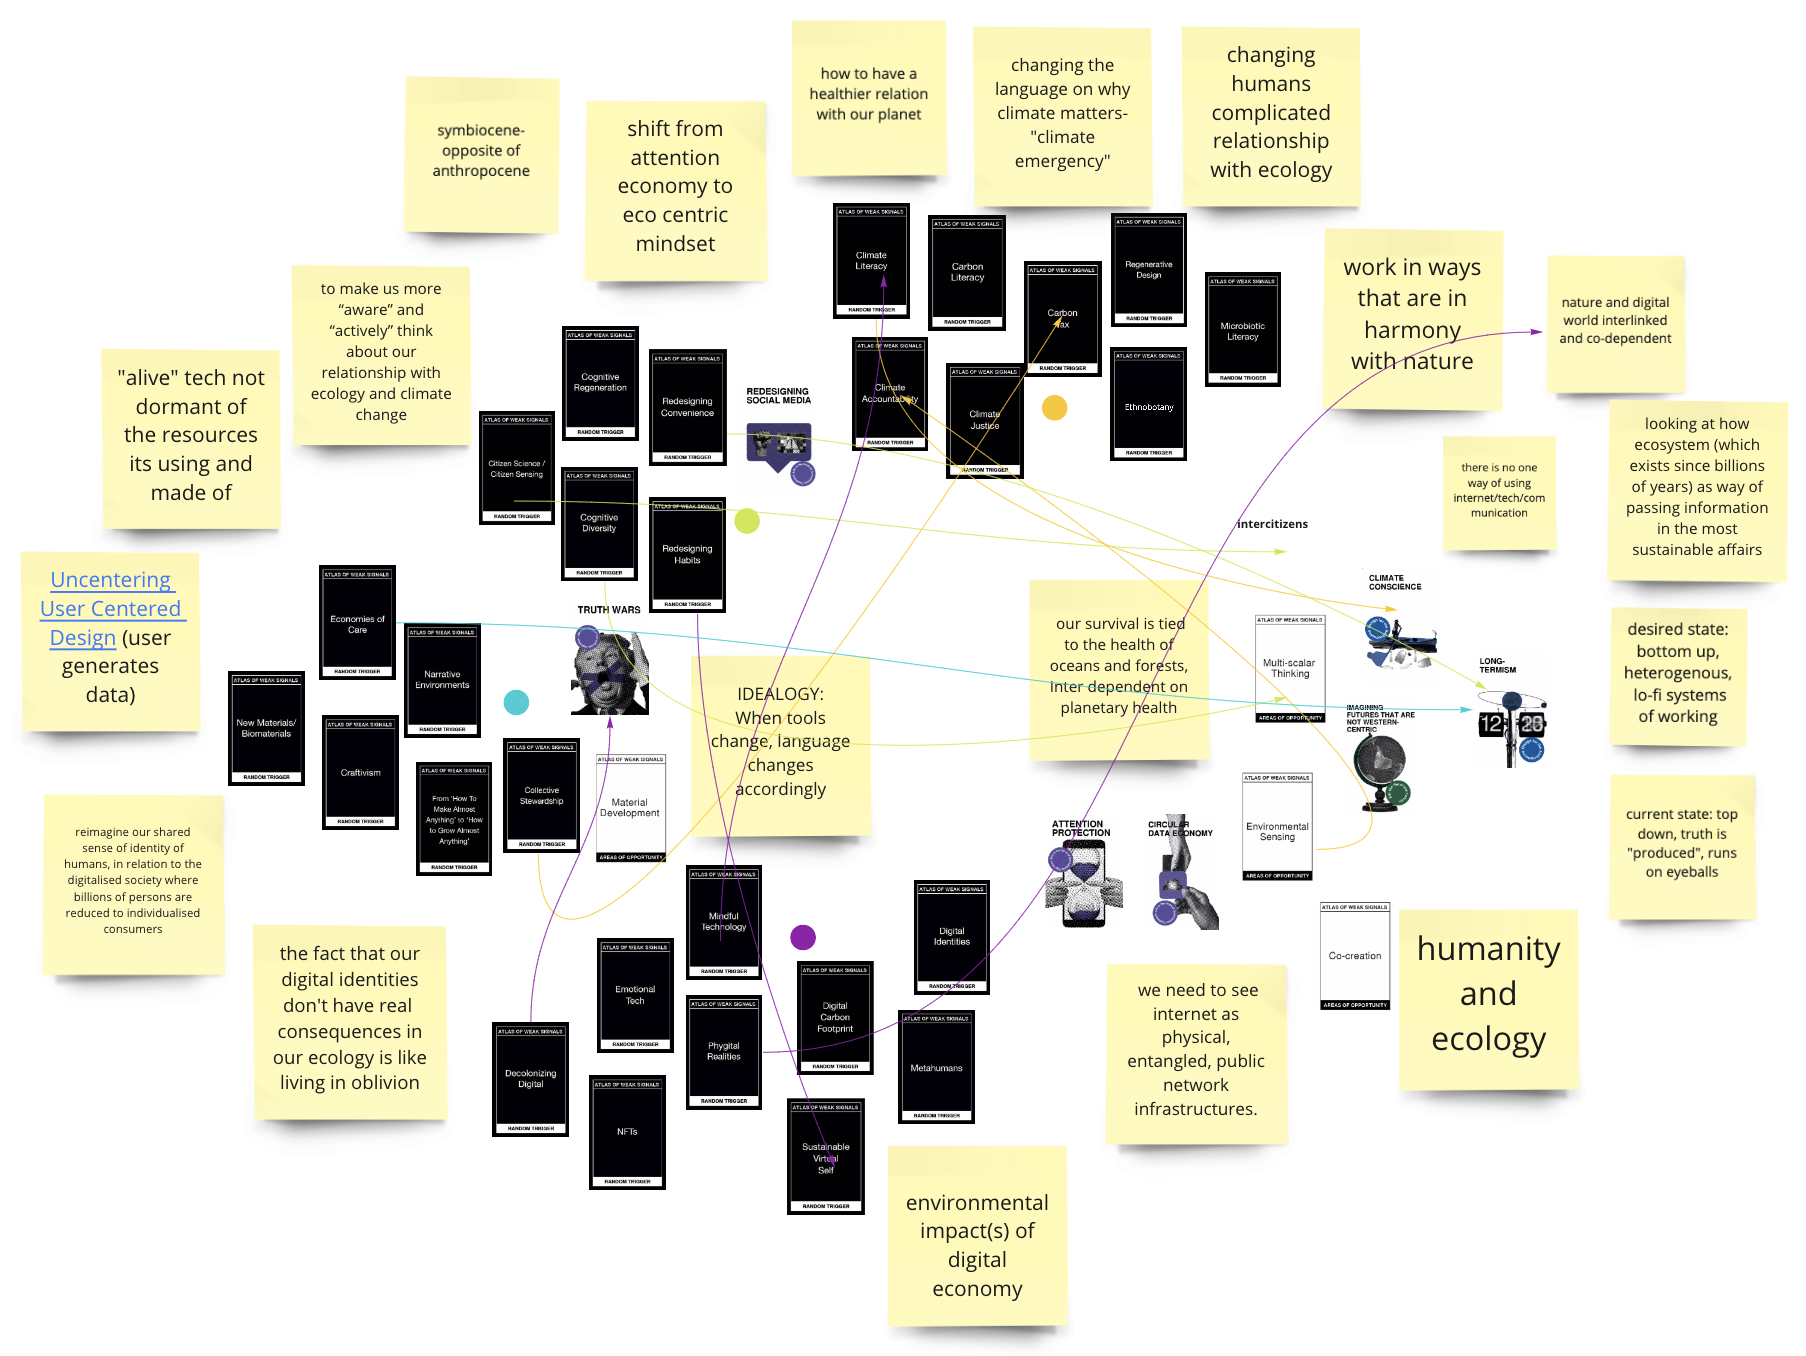 how to have a
healthier relation
with our planet
changing the
language on why
climate matters-
"climate
emergency"
changing
humans
complicated
relationship
with ecology
symbiocene-
opposite of
anthropocene
shift from
attention
economy to
eco centric
mindset
ATLAS OF WEAK SIGNALS
Climate
Literacy
RANDOM TRIGGER
ATLAS OF WEAK SIGNALS
Carbon
Literacy
RANDOM TRIGGER
ATLAS OF WEAK SIGNALS
Carbon
Tax
RANDOM TRIGGER
ATLAS OF WEAK SIGNALS
Regenerative
Design
RANDOM TRIGGER
ATLAS OF WEAK SIGNALS
Microbiotic
Literacy
RANDOM TRIGGER
work in ways
that are in
harmony
with nature
nature and digital
world interlinked
and co-dependent
to make us more
“aware” and
“actively” think
about our
relationship with
ecology and climate
change
"alive" tech not
dormant of
the resources
its using and
made of
ATLAS OF WEAK SIGNALS
Cognitive
Regeneration
RANDOM TRIGGER
ATLAS OF WEAK SIGNALS
Redesigning
Convenience
RANDOM TRIGGER
REDESIGNING
SOCIAL MEDIA
ATLAS OF WEAK SIGNALS
Climate
Accountability
RANDOM TRIGGER
ATLAS OF WEAK SIGNALS
Climate
Justice
RANDOM TRIGGER
ATLAS OF WEAK SIGNALS
Ethnobotany
RANDOM TRIGGER
looking at how
ecosystem (which
exists since billions
of years) as way of
passing information
in the most
sustainable affairs
there is no one
way of using
internet/tech/com
munication
ATLAS OF WEAK SIGNALS
Citizen Science /
Citizen Sensing
RANDOM TRIGGER
ATLAS OF WEAK SIGNALS
Cognitive
Diversity
RANDOM TRIGGER
ATLAS OF WEAK SIGNALS
Redesigning
Habits
RANDOM TRIGGER
intercitizens
Uncentering
User Centered
Design (user
generates
data)
ATLAS OF WEAK SIGNALS
Economies of
Care
RANDOM TRIGGER
ATLAS OF WEAK SIGNALS
Narrative
Environments
RANDOM TRIGGER
TRUTH WARS
our survival is tied
to the health of
oceans and forests,
inter dependent on
planetary health
CLIMATE
CONSCIENCE
ATLAS OF WEAK SIGNALS
Multi-scalar
Thinking
AREAS OF OPPORTUNITY
LONG-
TERMISM
12 28
desired state:
bottom up,
heterogenous,
lo-fi systems
of working
ATLAS OF WEAK SIGNALS
New Materials/
Biomaterials
RANDOM TRIGGER
ATLAS OF WEAK SIGNALS
Craftivism
RANDOM TRIGGER
ATLAS OF WEAK SIGNALS
From 'How To
Make Almost
Anything' to 'How
to Grow Almost
Anything'
RANDOM TRIGGER
ATLAS OF WEAK SIGNALS
Collective
Stewardship
RANDOM TRIGGER
ATLAS OF WEAK SIGNALS
Material
Development
AREAS OF OPPORTUNITY
IDEALOGY:
When tools
change, language
changes
accordingly
IMAGINING
FUTURES THAT ARE
NOT WESTERN-
CENTRIC
ATLAS OF WEAK SIGNALS
Environmental
Sensing
AREAS OF OPPORTUNITY
current state: top
down, truth is
"produced", runs
on eyeballs
reimagine our shared
sense of identity of
humans, in relation to the
digitalised society where
billions of persons are
reduced to individualised
consumers
ATTENTION
PROTECTION
CIRCULAR
DATA ECONOMY
the fact that our
digital identities
don't have real
consequences in
our ecology is like
living in oblivion
ATLAS OF WEAK SIGNALS
Mindful
Technology
RANDOM TRIGGER
ATLAS OF WEAK SIGNALS
Digital
Identities
RANDOM TRIGGER
ATLAS OF WEAK SIGNALS
Co-creation
AREAS OF OPPORTUNITY
humanity
and
ecology
ATLAS OF WEAK SIGNALS
Emotional
Tech
RANDOM TRIGGER
ATLAS OF WEAK SIGNALS
Phygital
Realities
RANDOM TRIGGER
ATLAS OF WEAK SIGNALS
Digital
Carbon
Footprint
RANDOM TRIGGER
ATLAS OF WEAK SIGNALS
Metahumans
RANDOM TRIGGER
we need to see
internet as
physical,
entangled, public
network
infrastructures.
ATLAS OF WEAK SIGNALS
Decolonizing
Digital
RANDOM TRIGGER
ATLAS OF WEAK SIGNALS
NFTs
RANDOM TRIGGER
ATLAS OF WEAK SIGNALS
Sustainable
Virtual
Self
RANDOM TRIGGER
environmental
impact(s) of
digital
economy